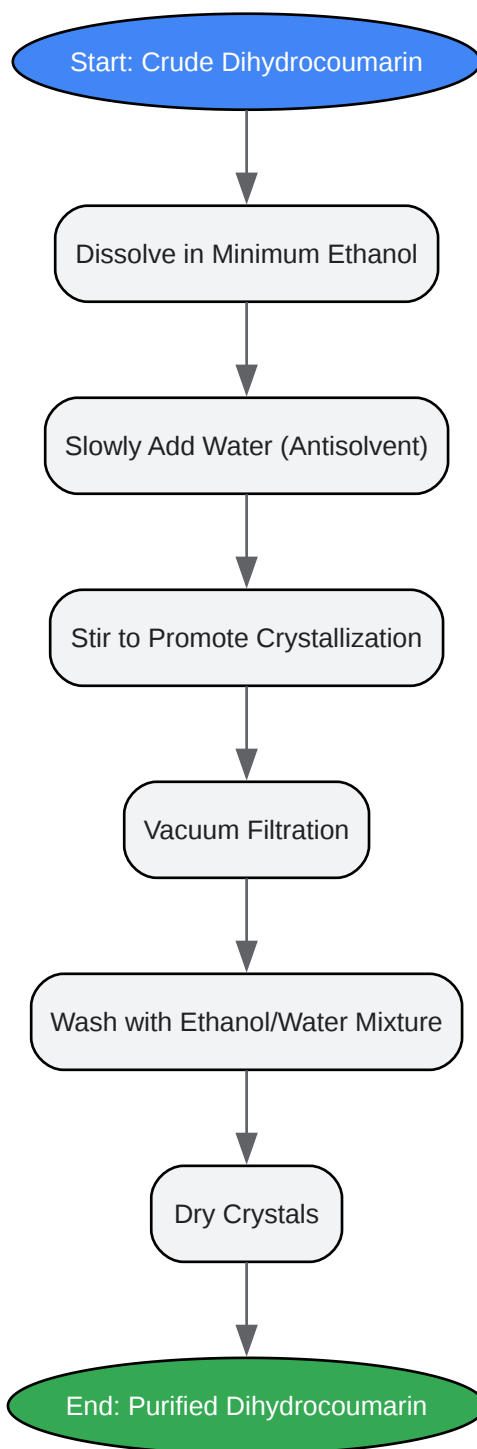 Start: Crude Dihydrocoumarin
Dissolve in Minimum Ethanol
Slowly Add Water (Antisolvent)
Stir to Promote Crystallization
Vacuum Filtration
Wash with Ethanol/Water Mixture
Dry Crystals
End: Purified Dihydrocoumarin